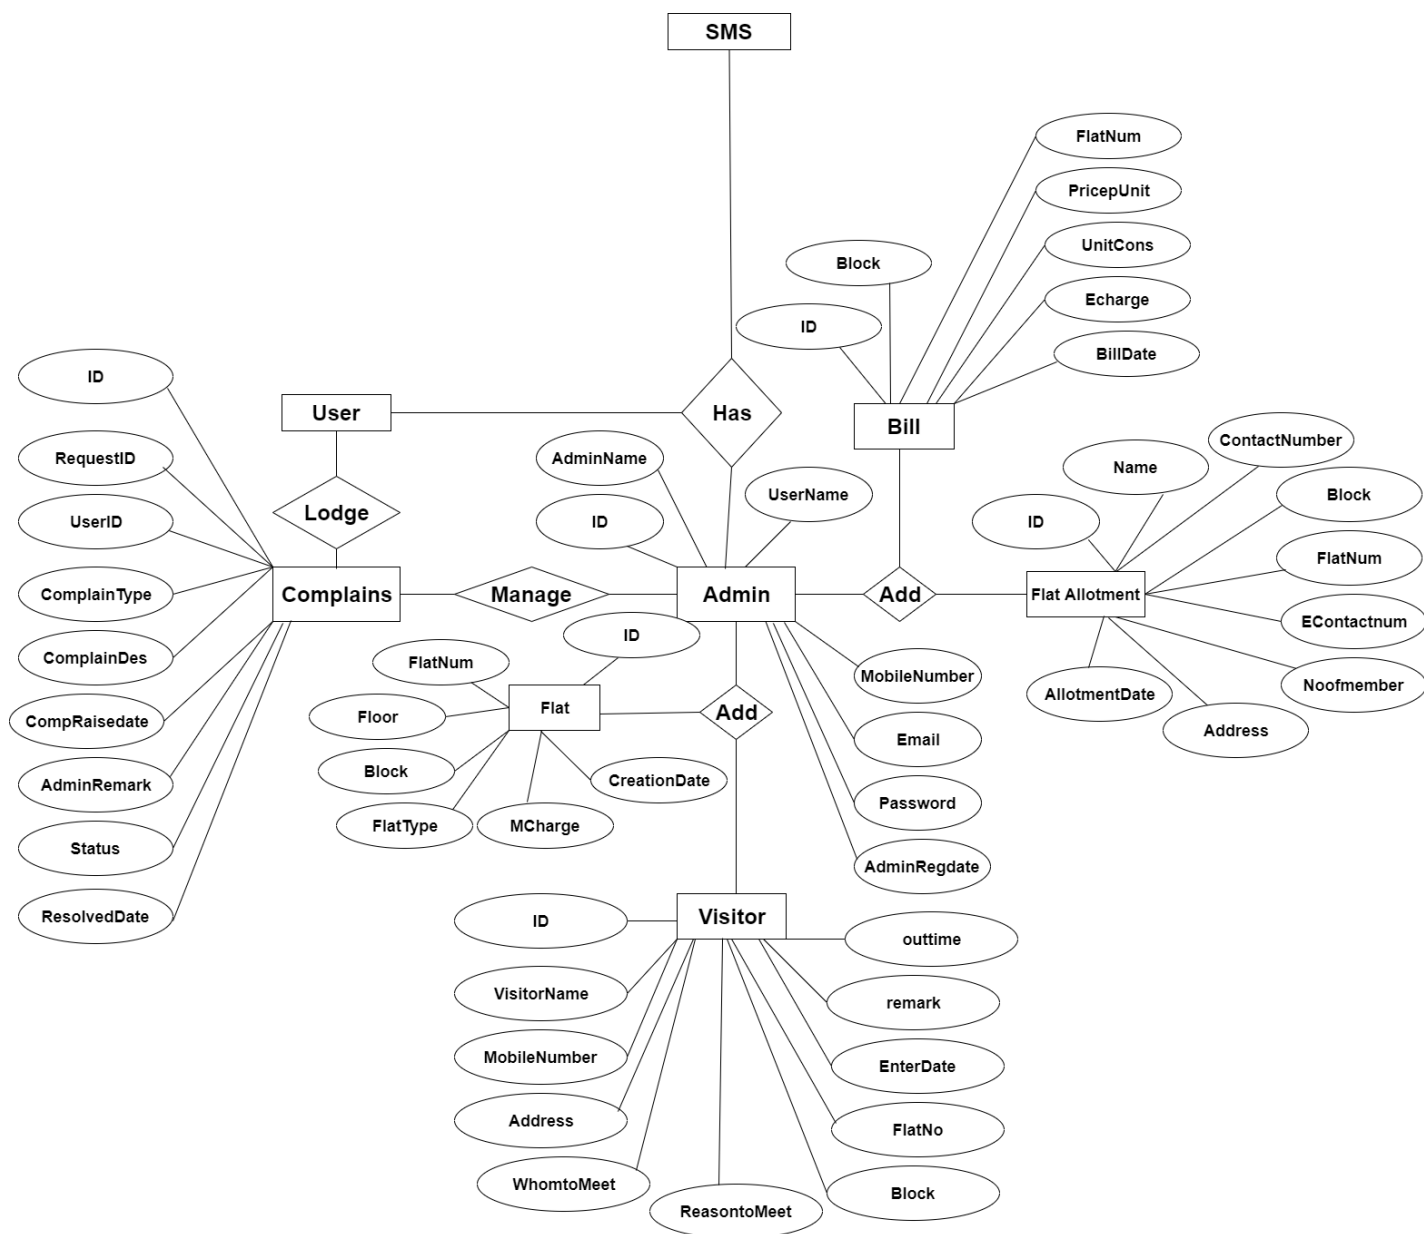 SMS
FlatNum
PricepUnit
Block
UnitCons
Echarge
ID
BillDate
ID
User
Has
Bill
ContactNumber
AdminName
Name
RequestID
UserName
Block
Lodge
UserID
ID
ID
FlatNum
ComplainType
Complains
Manage
Admin
Add
Flat Allotment
EContactnum
ID
ComplainDes
FlatNum
MobileNumber
Noofmember
AllotmentDate
Flat
Add
Floor
CompRaisedate
Address
Email
Block
CreationDate
AdminRemark
Password
FlatType
MCharge
Status
AdminRegdate
ResolvedDate
ID
Visitor
outtime
VisitorName
remark
MobileNumber
EnterDate
Address
FlatNo
WhomtoMeet
Block
ReasontoMeet